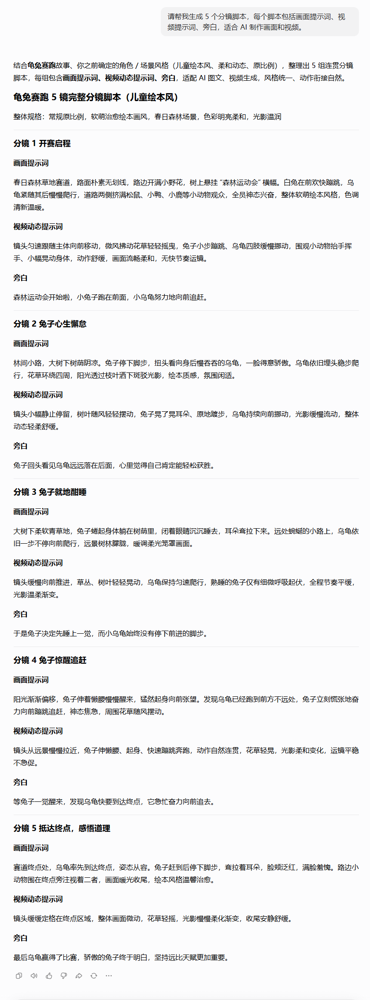 请帮我生成 5 个分镜脚本，每个脚本包括画面提示词、视
频提示词、旁白，适合 AI 制作画面和视频。
结合龟兔赛跑故事、你之前确定的角色 / 场景风格（儿童绘本风、柔和动态、原比例），整理出 5 组连贯分镜
脚本，每组包含画面提示词、视频动态提示词、旁白，适配 AI 图文、视频生成，风格统一、动作衔接自然。
龟兔赛跑 5 镜完整分镜脚本（儿童绘本风）
整体规格：常规原比例，软萌治愈绘本画风，春日森林场景，色彩明亮柔和，光影温润
分镜 1 开赛启程
画面提示词
春日森林草地赛道，路面朴素无划线，路边开满小野花，树上悬挂 “森林运动会” 横幅。白兔在前欢快蹦跳，乌
龟紧随其后慢慢爬行，道路两侧挤满松鼠、小鸭、小鹿等小动物观众，全员神态兴奋，整体软萌绘本风格，色调
清新温暖。
视频动态提示词
镜头匀速跟随主体向前移动，微风拂动花草轻轻摇曳，兔子小步蹦跳、乌龟四肢缓慢挪动，围观小动物抬手挥
手、小幅晃动身体，动作舒缓，画面流畅柔和，无快节奏运镜。
旁白
森林运动会开始啦，小兔子跑在前面，小乌龟努力地向前追赶。
分镜 2 兔子心生懈怠
画面提示词
林间小路，大树下树荫阴凉。兔子停下脚步，扭头看向身后慢吞吞的乌龟，一脸得意骄傲。乌龟依旧埋头稳步爬
行，花草环绕四周，阳光透过枝叶洒下斑驳光影，绘本质感，氛围闲适。
视频动态提示词
镜头小幅静止停留，树叶随风轻轻摆动，兔子晃了晃耳朵、原地踱步，乌龟持续向前挪动，光影缓慢流动，整体
动态轻柔舒缓。
旁白
兔子回头看见乌龟远远落在后面，心里觉得自己肯定能轻松获胜。
分镜 3 兔子就地酣睡
画面提示词
大树下柔软青草地，兔子蜷起身体躺在树荫里，闭着眼睛沉沉睡去，耳朵耷拉下来。远处蜿蜒的小路上，乌龟依
旧一步不停向前爬行，远景树林朦胧，暖调柔光笼罩画面。
视频动态提示词
镜头缓慢向前推进，草丛、树叶轻轻晃动，乌龟保持匀速爬行，熟睡的兔子仅有细微呼吸起伏，全程节奏平缓，
光影温柔渐变。
旁白
于是兔子决定先睡上一觉，而小乌龟始终没有停下前进的脚步。
分镜 4 兔子惊醒追赶
画面提示词
阳光渐渐偏移，兔子伸着懒腰慢慢醒来，猛然起身向前张望。发现乌龟已经跑到前方不远处，兔子立刻慌张地奋
力向前蹦跳追赶，神态焦急，周围花草随风摆动。
视频动态提示词
镜头从远景慢慢拉近，兔子伸懒腰、起身、快速蹦跳奔跑，动作自然连贯，花草轻晃，光影柔和变化，运镜平稳
不急促。
旁白
等兔子一觉醒来，发现乌龟快要到达终点，它急忙奋力向前追去。
分镜 5 抵达终点，感悟道理
画面提示词
赛道终点处，乌龟率先到达终点，姿态从容。兔子赶到后停下脚步，耷拉着耳朵，脸颊泛红，满脸羞愧。路边小
动物围在终点旁注视着二者，画面暖光收尾，绘本风格温馨治愈。
视频动态提示词
镜头缓缓定格在终点区域，整体画面微动，花草轻摇，光影慢慢柔化渐变，收尾安静舒缓。
旁白
最后乌龟赢得了比赛，骄傲的兔子终于明白，坚持远比天赋更加重要。